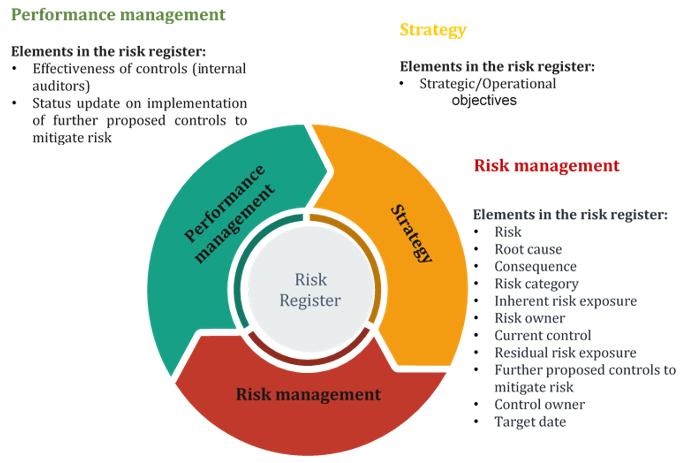 Performance management
Elements in the risk register:
• Effectiveness of controls (internal
auditors)
• Status update on implementation
of further proposed controls to
mitigate risk
Strategy
Elements in the risk register:
• Strategic/Operational
objectives
Risk management
Elements in the risk register:
• Risk
• Root cause
• Consequence
• Risk category
• Inherent risk exposure
• Risk owner
• Current control
• Residual risk exposure
• Further proposed controls to
mitigate risk
• Control owner
• Target date
Performance
management
Strategy
Risk
Register
Risk management